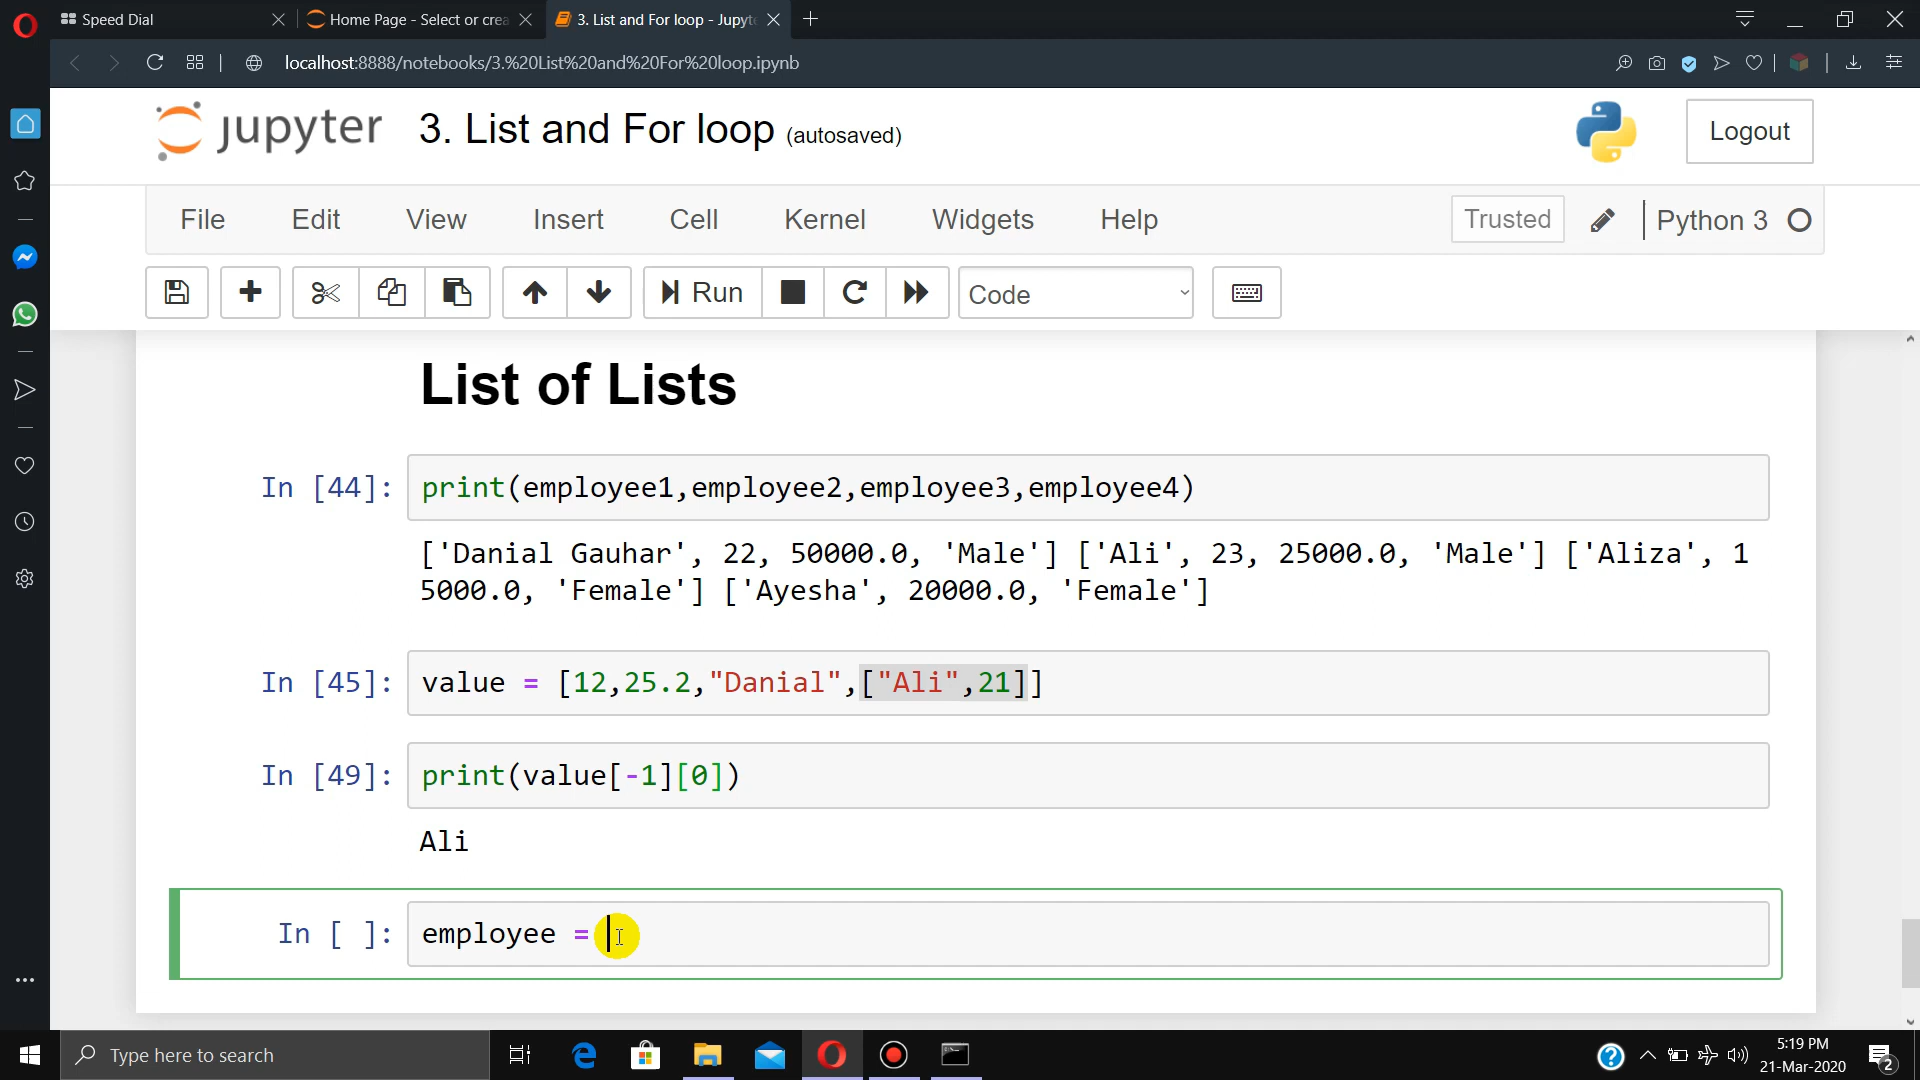 Speed Dial
Home Page - Select or crea
3. List and For loop - Jupyt
localhost:8888/notebooks/3.%20List%20and%20For%20loop.ipynb
jupyter 3. List and For loop (autosaved)
Logout
File Edit View Insert Cell Kernel Widgets Help
Trusted
Python 3
Run
Code
List of Lists
In [44]: print(employee1,employee2,employee3,employee4)
['Danial Gauhar', 22, 50000.0, 'Male'] ['Ali', 23, 25000.0, 'Male'] ['Aliza', 1
5000.0, 'Female'] ['Ayesha', 20000.0, 'Female']
In [45]: value = [12,25.2,"Danial",["Ali",21]]
In [49]: print(value[-1][0])
Ali
In [ ]: employee =
Type here to search
5:19 PM
21-Mar-2020
2